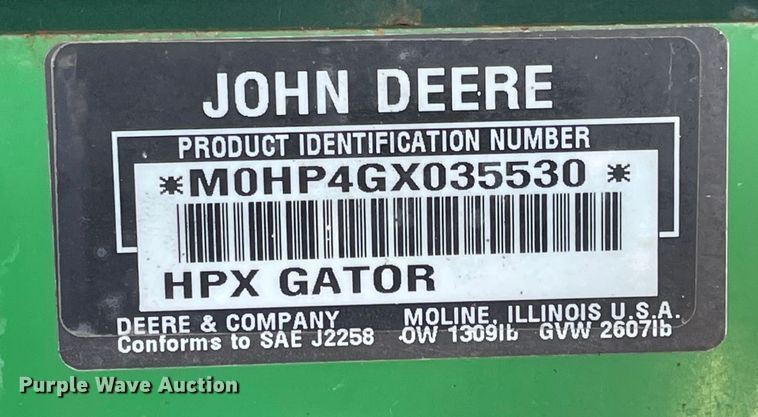 JOHN DEERE
PRODUCT IDENTIFICATION NUMBER
*M0HP4GX035530*
HPX GATOR
DEERE & COMPANY MOLINE, ILLINOIS U.S.A.
Conforms to SAE J2258 OW 1309lb GVW 2607lb
Purple Wave Auction